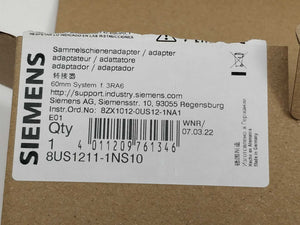 SIEMENS
Sammelschienenadapter / adapter
adaptateur / adattatore
adaptador / adaptador
转接器
60mm System f. 3RA6
http://support.industry.siemens.com
Siemens AG, Siemensstr. 10, 93055 Regensburg
Instr.Ord.No: 8ZX1012-0US12-1NA1
E01
Qty
1
WNR/
07.03.22
4 011209 761346
8US1211-1NS10